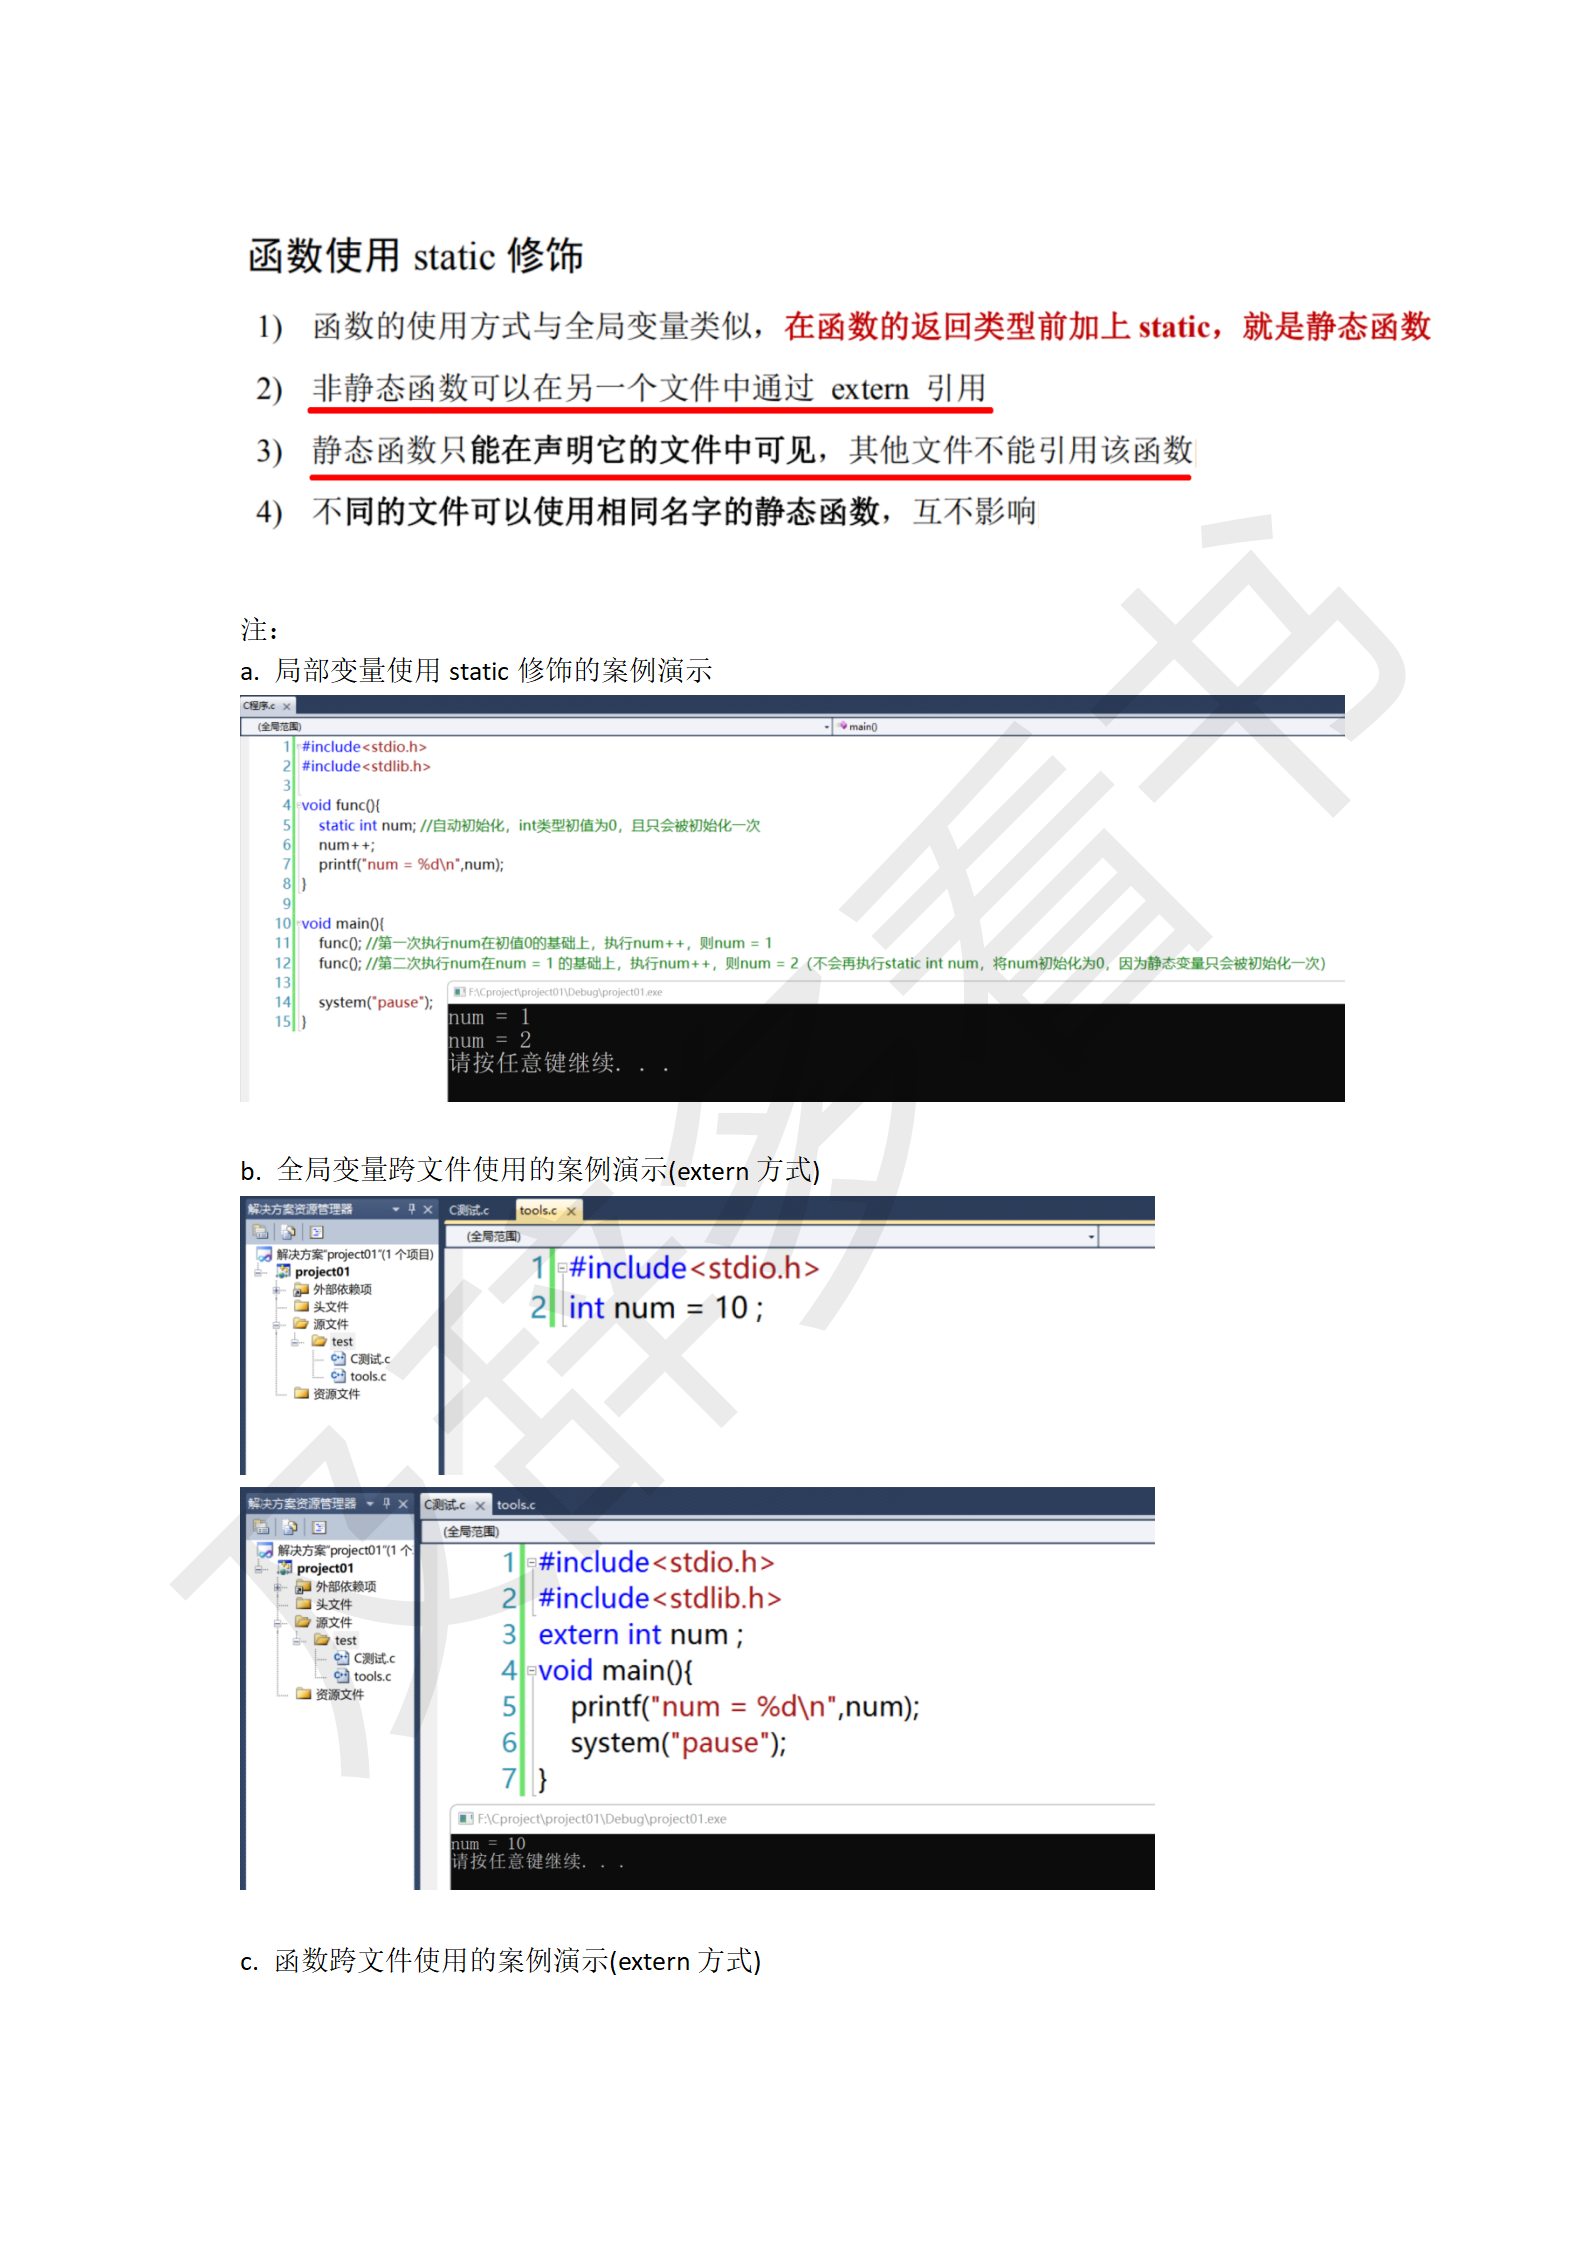 函数使用 static 修饰
1) 函数的使用方式与全局变量类似，在函数的返回类型前加上 static，就是静态函数
2) 非静态函数可以在另一个文件中通过 extern 引用
3) 静态函数只能在声明它的文件中可见，其他文件不能引用该函数
4) 不同的文件可以使用相同名字的静态函数，互不影响
注：
a. 局部变量使用 static 修饰的案例演示
C程序.c
(全局范围) main()
1 #include<stdio.h>
2 #include<stdlib.h>
3
4 void func(){
5 static int num; //自动初始化，int类型初值为0，且只会被初始化一次
6 num++;
7 printf("num = %d\n",num);
8 }
9
10 void main(){
11 func(); //第一次执行num在初值0的基础上，执行num++，则num = 1
12 func(); //第二次执行num在num = 1 的基础上，执行num++，则num = 2（不会再执行static int num，将num初始化为0，因为静态变量只会被初始化一次）
13
14 system("pause");
15 }
F:\Cproject\project01\Debug\project01.exe
num = 1
num = 2
请按任意键继续. . .
b. 全局变量跨文件使用的案例演示(extern 方式)
解决方案资源管理器
解决方案"project01"(1 个项目)
project01
外部依赖项
头文件
源文件
test
C测试.c
tools.c
资源文件
C测试.c tools.c
(全局范围)
1 #include<stdio.h>
2 int num = 10 ;
解决方案资源管理器
解决方案"project01"(1 个
project01
外部依赖项
头文件
源文件
test
C测试.c
tools.c
资源文件
C测试.c tools.c
(全局范围)
1 #include<stdio.h>
2 #include<stdlib.h>
3 extern int num ;
4 void main(){
5 printf("num = %d\n",num);
6 system("pause");
7 }
F:\Cproject\project01\Debug\project01.exe
num = 10
请按任意键继续. . .
c. 函数跨文件使用的案例演示(extern 方式)
汉辞多看书